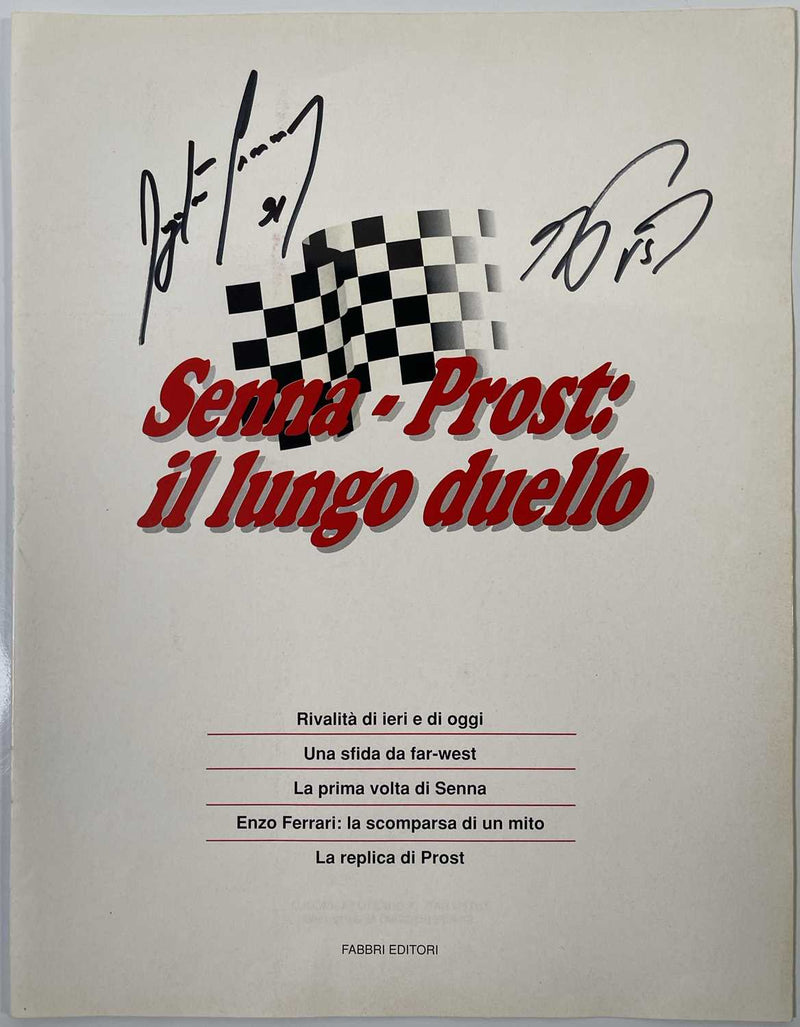 91
Senna - Prost:
il lungo duello
Rivalità di ieri e di oggi
Una sfida da far-west
La prima volta di Senna
Enzo Ferrari: la scomparsa di un mito
La replica di Prost
FABBRI EDITORI